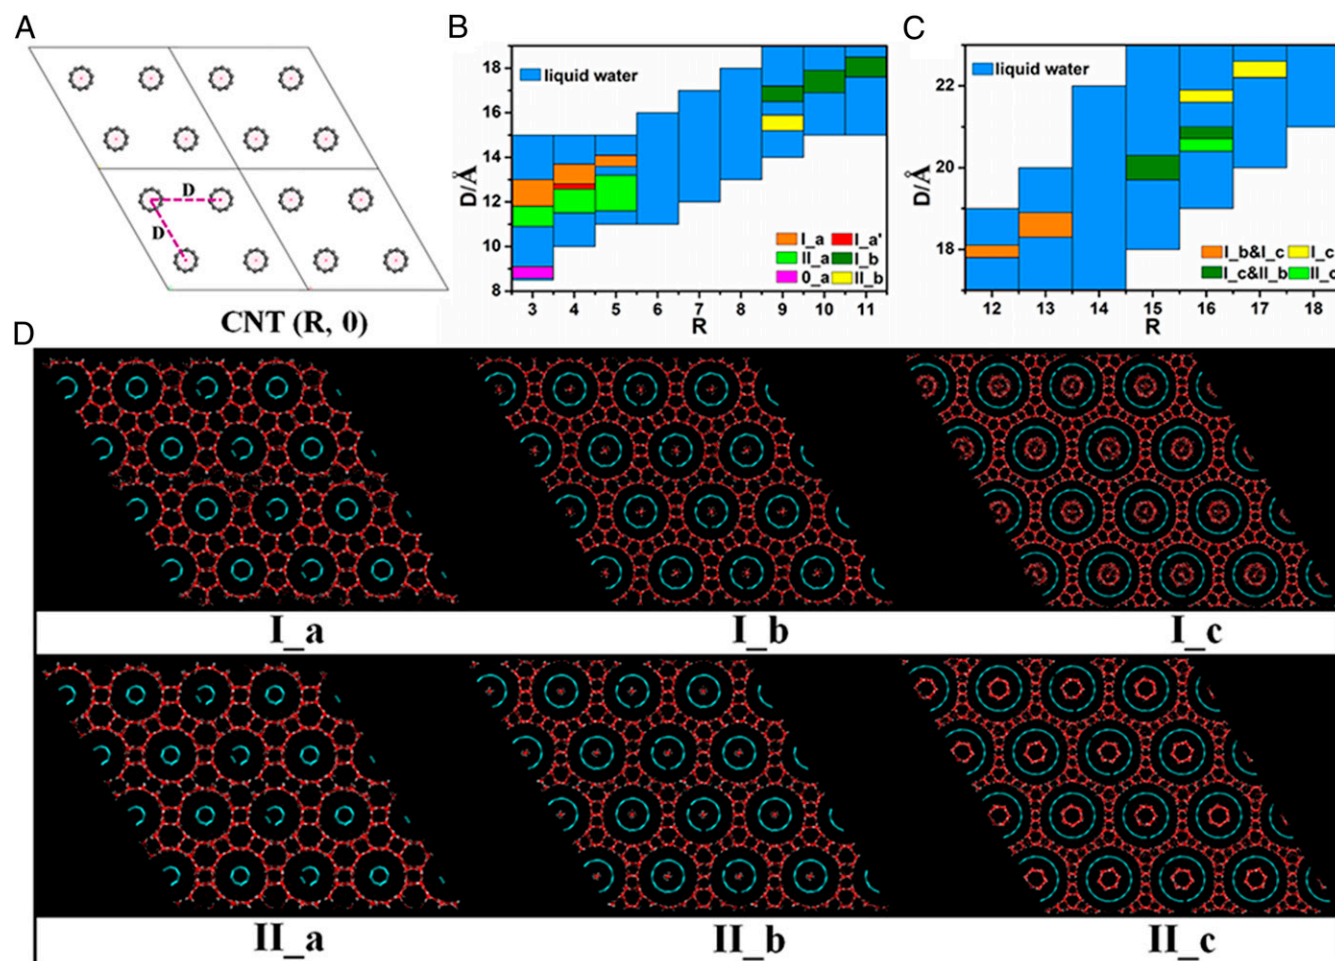 A
D
D
CNT (R, 0)
B
D/Å
18
16
14
12
10
8
liquid water
I_a
I_a'
II_a
I_b
0_a
II_b
3 4 5 6 7 8 9 10 11
R
C
D/Å
22
20
18
liquid water
I_b&I_c
I_c
I_c&II_b
II_c
12 13 14 15 16 17 18
R
D
I_a
I_b
I_c
II_a
II_b
II_c